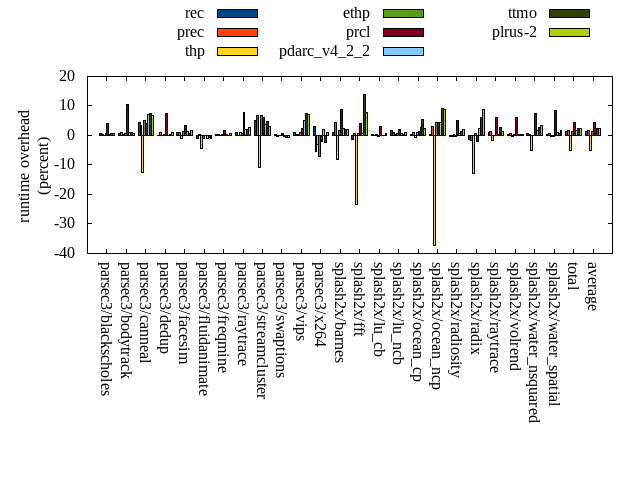 rec
prec
thp
ethp
prcl
pdarc_v4_2_2
ttmo
plrus-2
runtime overhead
(percent)
20
10
0
-10
-20
-30
-40
parsec3/blackscholes
parsec3/bodytrack
parsec3/canneal
parsec3/dedup
parsec3/facesim
parsec3/fluidanimate
parsec3/freqmine
parsec3/raytrace
parsec3/streamcluster
parsec3/swaptions
parsec3/vips
parsec3/x264
splash2x/barnes
splash2x/fft
splash2x/lu_cb
splash2x/lu_ncb
splash2x/ocean_cp
splash2x/ocean_ncp
splash2x/radiosity
splash2x/radix
splash2x/raytrace
splash2x/volrend
splash2x/water_nsquared
splash2x/water_spatial
total
average